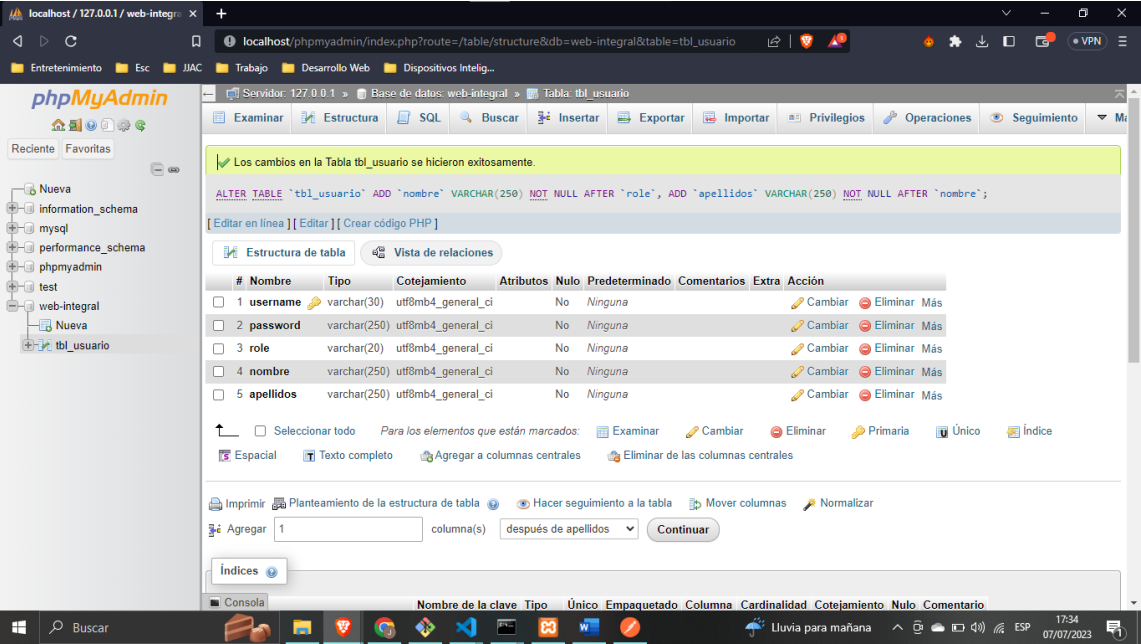 localhost / 127.0.0.1 / web-integra
localhost/phpmyadmin/index.php?route=/table/structure&db=web-integral&table=tbl_usuario
VPN
Entretenimiento Esc JJAC Trabajo Desarrollo Web Dispositivos Intelig...
phpMyAdmin
Reciente Favoritas
Nueva
information_schema
mysql
performance_schema
phpmyadmin
test
web-integral
Nueva
tbl_usuario
Servidor: 127.0.0.1 » Base de datos: web-integral » Tabla: tbl_usuario
Examinar Estructura SQL Buscar Insertar Exportar Importar Privilegios Operaciones Seguimiento Má
Los cambios en la Tabla tbl_usuario se hicieron exitosamente.
ALTER TABLE `tbl_usuario` ADD `nombre` VARCHAR(250) NOT NULL AFTER `role`, ADD `apellidos` VARCHAR(250) NOT NULL AFTER `nombre`;
[ Editar en línea ] [ Editar ] [ Crear código PHP ]
Estructura de tabla Vista de relaciones
# Nombre Tipo Cotejamiento Atributos Nulo Predeterminado Comentarios Extra Acción
1 username varchar(30) utf8mb4_general_ci No Ninguna Cambiar Eliminar Más
2 password varchar(250) utf8mb4_general_ci No Ninguna Cambiar Eliminar Más
3 role varchar(20) utf8mb4_general_ci No Ninguna Cambiar Eliminar Más
4 nombre varchar(250) utf8mb4_general_ci No Ninguna Cambiar Eliminar Más
5 apellidos varchar(250) utf8mb4_general_ci No Ninguna Cambiar Eliminar Más
Seleccionar todo Para los elementos que están marcados: Examinar Cambiar Eliminar Primaria Único Índice
Espacial Texto completo Agregar a columnas centrales Eliminar de las columnas centrales
Imprimir Planteamiento de la estructura de tabla Hacer seguimiento a la tabla Mover columnas Normalizar
Agregar 1 columna(s) después de apellidos Continuar
Índices
Consola
Nombre de la clave Tipo Único Empaquetado Columna Cardinalidad Cotejamiento Nulo Comentario
Buscar
Lluvia para mañana
ESP
17:34
07/07/2023